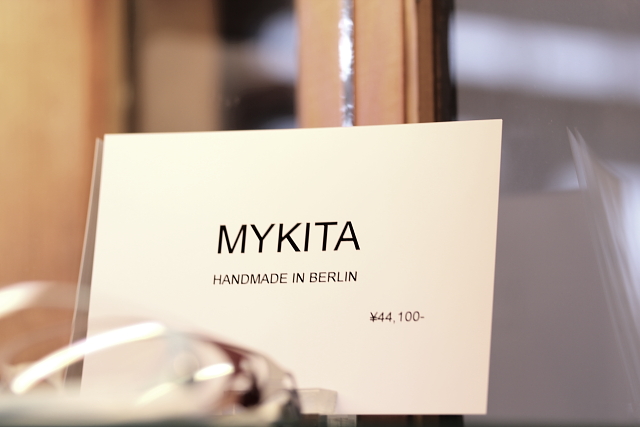 MYKITA
HANDMADE IN BERLIN
¥44,100-